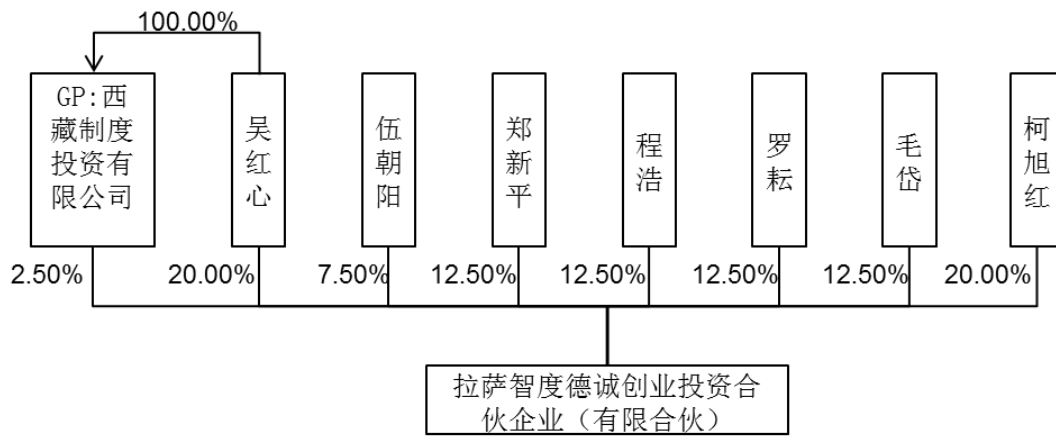 100.00%
GP:西
藏制度
投资有
限公司
吴红心
伍朝阳
郑新平
程浩
罗耘
毛岱
柯旭红
2.50%
20.00%
7.50%
12.50%
12.50%
12.50%
12.50%
20.00%
拉萨智度德诚创业投资合
伙企业（有限合伙）